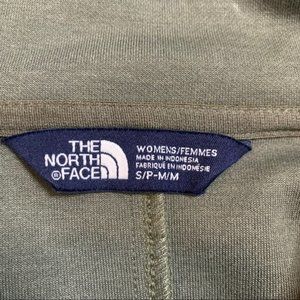 THE
NORTH
FACE
WOMENS/FEMMES
MADE IN INDONESIA
FABRIQUÉ EN INDONÉSIE
S/P-M/M